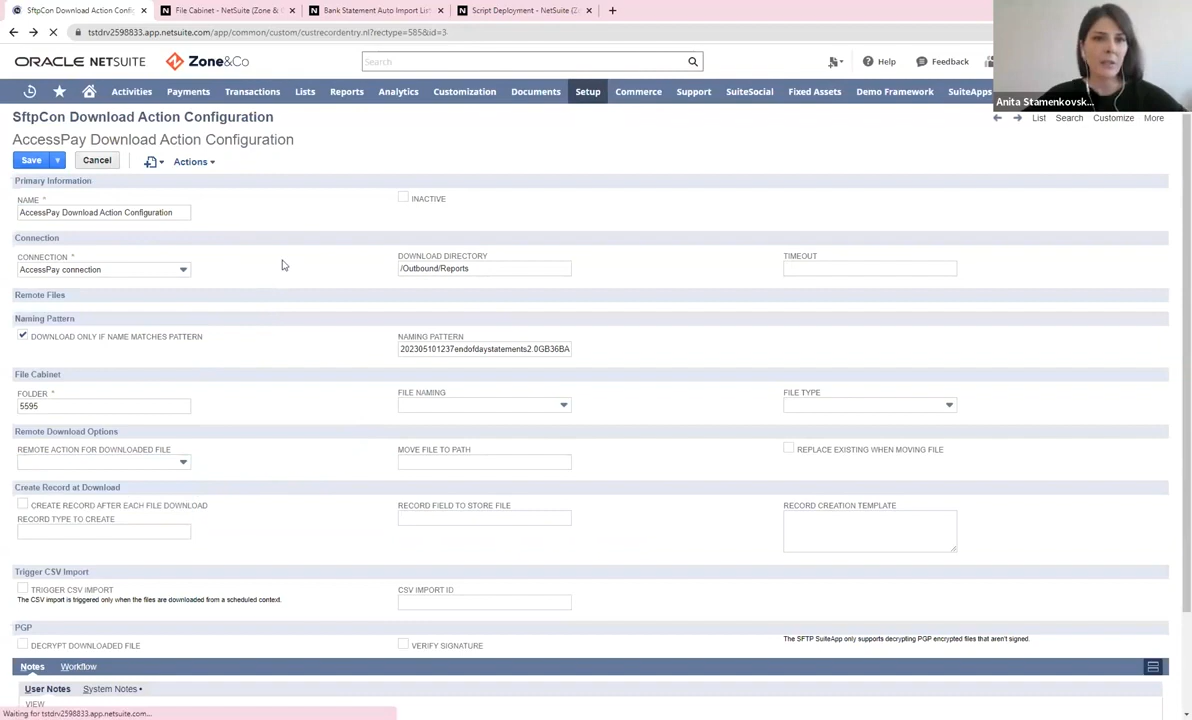 SftpCon Download Action Config
File Cabinet - NetSuite (Zone &
Bank Statement Auto Import List
Script Deployment - NetSuite (Z
tstdrv2598833.app.netsuite.com/app/common/custom/custrecordentry.nl?rectype=585&id=3
ORACLE NETSUITE
Zone&Co
Search
Help
Feedback
Activities
Payments
Transactions
Lists
Reports
Analytics
Customization
Documents
Setup
Commerce
Support
SuiteSocial
Fixed Assets
Demo Framework
SuiteApps
Anita Stamenkovsk...
SftpCon Download Action Configuration
List
Search
Customize
More
AccessPay Download Action Configuration
Save
Cancel
Actions
Primary Information
NAME *
INACTIVE
AccessPay Download Action Configuration
Connection
CONNECTION *
DOWNLOAD DIRECTORY
TIMEOUT
AccessPay connection
/Outbound/Reports
Remote Files
Naming Pattern
DOWNLOAD ONLY IF NAME MATCHES PATTERN
NAMING PATTERN
202305101237endofdaystatements2.0GB36BA
File Cabinet
FOLDER *
FILE NAMING
FILE TYPE
5595
Remote Download Options
REMOTE ACTION FOR DOWNLOADED FILE
MOVE FILE TO PATH
REPLACE EXISTING WHEN MOVING FILE
Create Record at Download
CREATE RECORD AFTER EACH FILE DOWNLOAD
RECORD FIELD TO STORE FILE
RECORD CREATION TEMPLATE
RECORD TYPE TO CREATE
Trigger CSV Import
TRIGGER CSV IMPORT
CSV IMPORT ID
The CSV import is triggered only when the files are downloaded from a scheduled context.
PGP
DECRYPT DOWNLOADED FILE
VERIFY SIGNATURE
The SFTP SuiteApp only supports decrypting PGP encrypted files that aren't signed.
Notes
Workflow
User Notes
System Notes •
VIEW
Waiting for tstdrv2598833.app.netsuite.com...